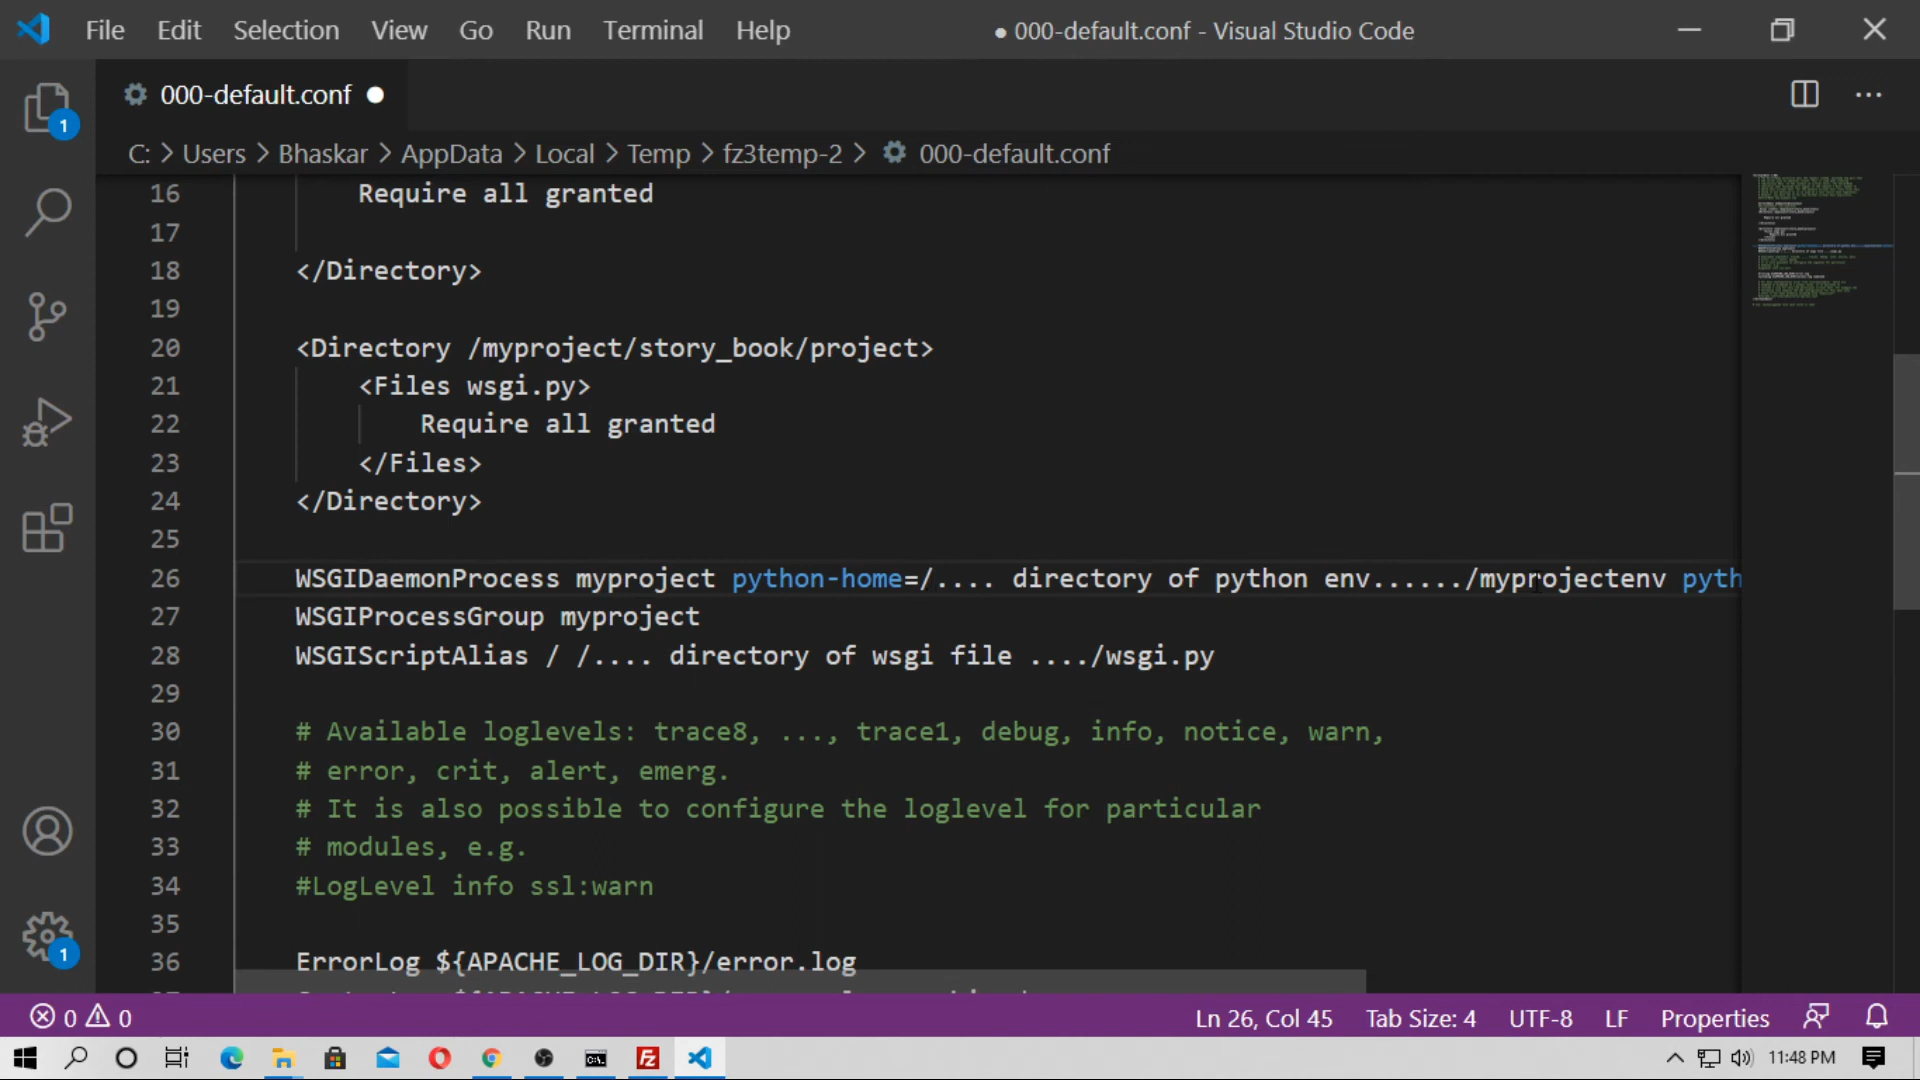 File Edit Selection View Go Run Terminal Help ● 000-default.conf - Visual Studio Code
000-default.conf
C: > Users > Bhaskar > AppData > Local > Temp > fz3temp-2 > 000-default.conf
16 Require all granted
17
18 </Directory>
19
20 <Directory /myproject/story_book/project>
21 <Files wsgi.py>
22 Require all granted
23 </Files>
24 </Directory>
25
26 WSGIDaemonProcess myproject python-home=/.... directory of python env....../myprojectenv pyth
27 WSGIProcessGroup myproject
28 WSGIScriptAlias / /.... directory of wsgi file ..../wsgi.py
29
30 # Available loglevels: trace8, ..., trace1, debug, info, notice, warn,
31 # error, crit, alert, emerg.
32 # It is also possible to configure the loglevel for particular
33 # modules, e.g.
34 #LogLevel info ssl:warn
35
36 ErrorLog ${APACHE_LOG_DIR}/error.log
1
1
0 0 Ln 26, Col 45 Tab Size: 4 UTF-8 LF Properties
11:48 PM